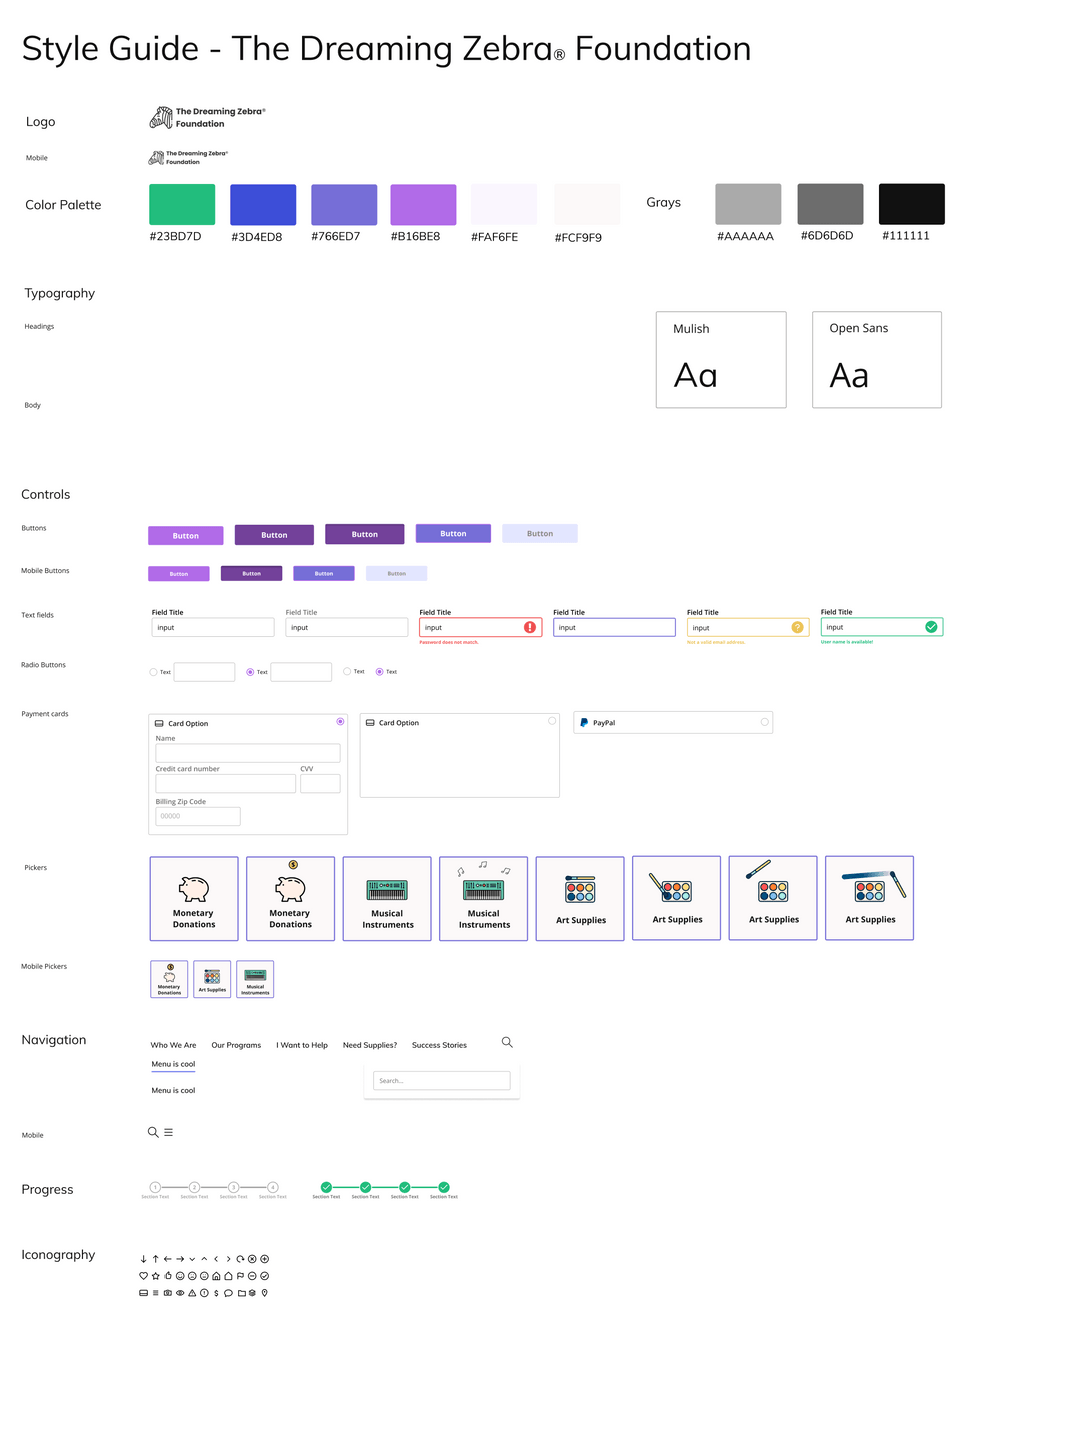 Style Guide - The Dreaming Zebra® Foundation
Logo
The Dreaming Zebra®
Foundation
Mobile
The Dreaming Zebra®
Foundation
Color Palette
#23BD7D
#3D4ED8
#766ED7
#B16BE8
#FAF6FE
#FCF9F9
Grays
#AAAAAA
#6D6D6D
#111111
Typography
Headings
Mulish
Aa
Open Sans
Aa
Body
Controls
Buttons
Button
Button
Button
Button
Button
Mobile Buttons
Button
Button
Button
Button
Text fields
Field Title
input
Field Title
input
Field Title
input
Password does not match.
Field Title
input
Field Title
input
Not a valid email address.
Field Title
input
User name is available!
Radio Buttons
Text
Text
Text
Text
Payment cards
Card Option
Name
Credit card number
CVV
Billing Zip Code
00000
Card Option
PayPal
Pickers
Monetary
Donations
Monetary
Donations
Musical
Instruments
Musical
Instruments
Art Supplies
Art Supplies
Art Supplies
Art Supplies
Mobile Pickers
Monetary
Donations
Art Supplies
Musical
Instruments
Navigation
Who We Are
Our Programs
I Want to Help
Need Supplies?
Success Stories
Menu is cool
Menu is cool
Search...
Mobile
Progress
1
2
3
4
Section Text
Section Text
Section Text
Section Text
Section Text
Section Text
Section Text
Section Text
Iconography